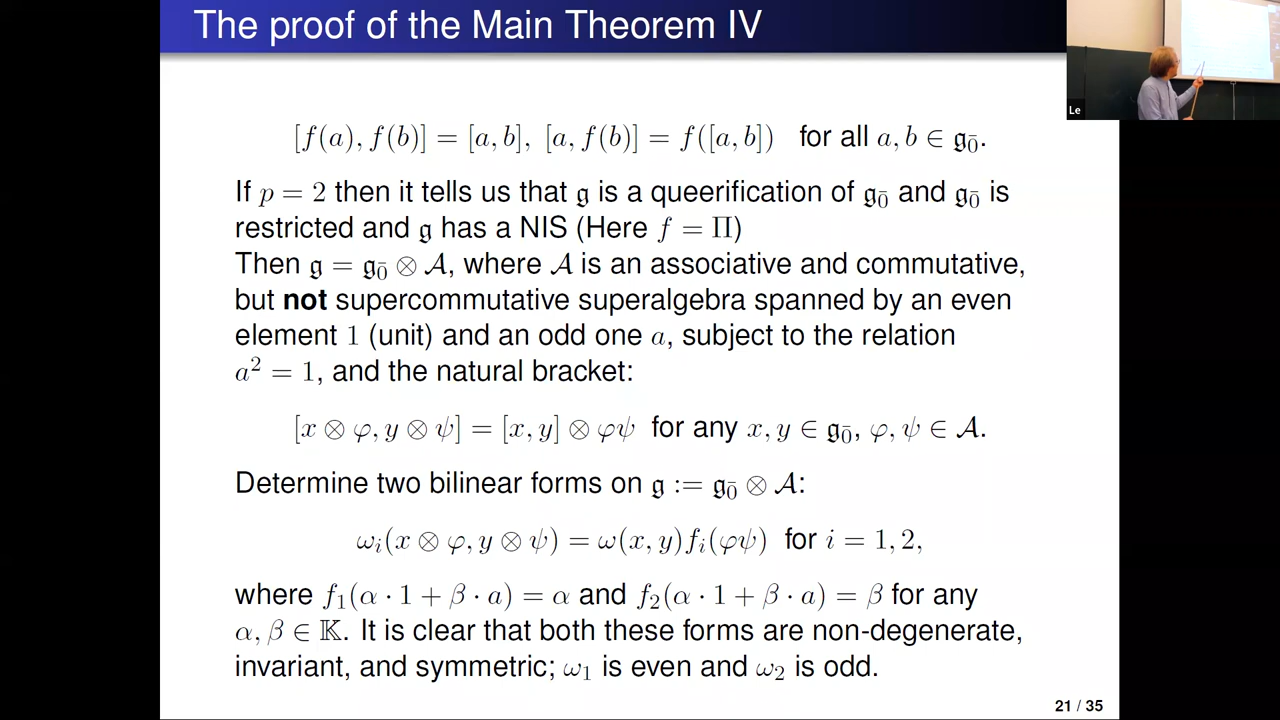 The proof of the Main Theorem IV
[f(a), f(b)] = [a, b], [a, f(b)] = f([a, b]) for all a, b ∈ 𝔤_0̄.
If p = 2 then it tells us that 𝔤 is a queerification of 𝔤_0̄ and 𝔤_0̄ is
restricted and 𝔤 has a NIS (Here f = Π)
Then 𝔤 = 𝔤_0̄ ⊗ 𝒜, where 𝒜 is an associative and commutative,
but not supercommutative superalgebra spanned by an even
element 1 (unit) and an odd one a, subject to the relation
a² = 1, and the natural bracket:
[x ⊗ φ, y ⊗ ψ] = [x, y] ⊗ φψ for any x, y ∈ 𝔤_0̄, φ, ψ ∈ 𝒜.
Determine two bilinear forms on 𝔤 := 𝔤_0̄ ⊗ 𝒜:
ω_i(x ⊗ φ, y ⊗ ψ) = ω(x, y)f_i(φψ) for i = 1, 2,
where f₁(α · 1 + β · a) = α and f₂(α · 1 + β · a) = β for any
α, β ∈ 𝕂. It is clear that both these forms are non-degenerate,
invariant, and symmetric; ω₁ is even and ω₂ is odd.
21 / 35
Le